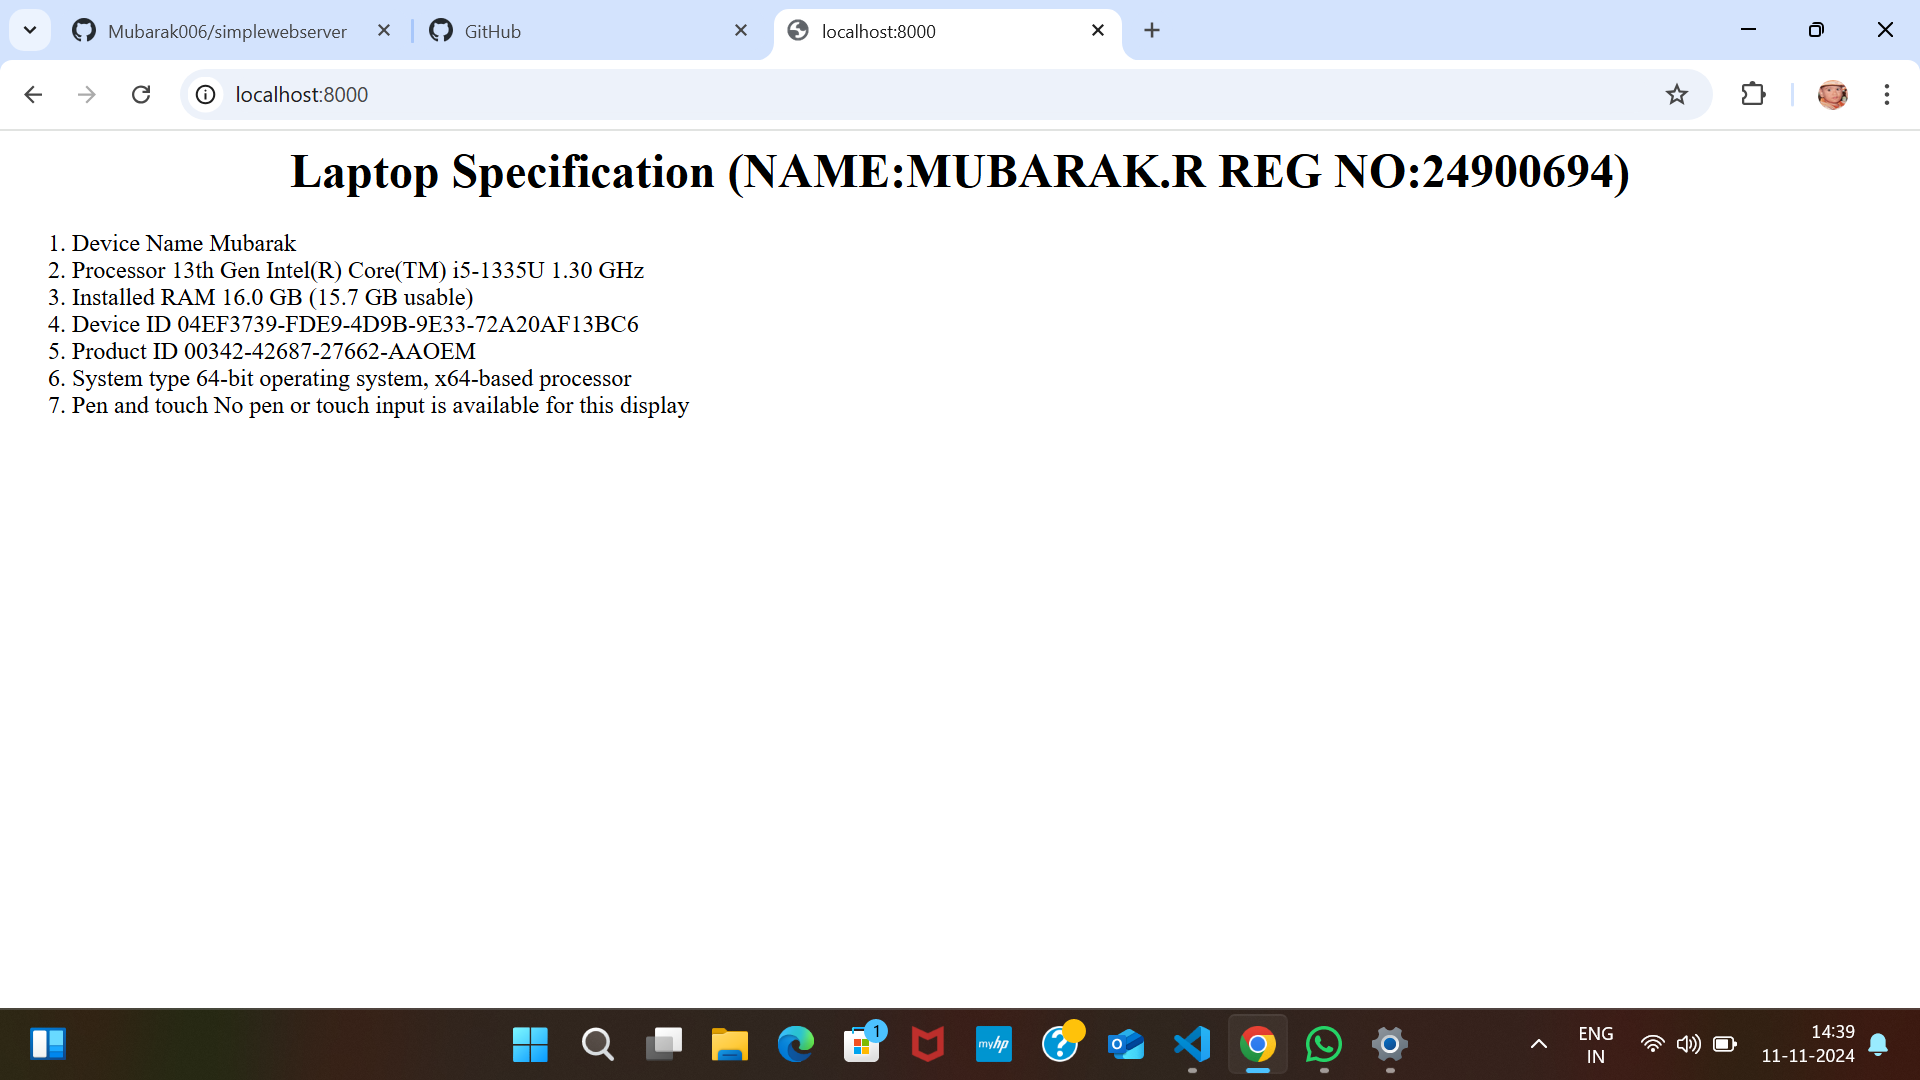 Mubarak006/simplewebserver
GitHub
localhost:8000
localhost:8000
Laptop Specification (NAME:MUBARAK.R REG NO:24900694)
1. Device Name Mubarak
2. Processor 13th Gen Intel(R) Core(TM) i5-1335U 1.30 GHz
3. Installed RAM 16.0 GB (15.7 GB usable)
4. Device ID 04EF3739-FDE9-4D9B-9E33-72A20AF13BC6
5. Product ID 00342-42687-27662-AAOEM
6. System type 64-bit operating system, x64-based processor
7. Pen and touch No pen or touch input is available for this display
1
myhp
ENG
IN
14:39
11-11-2024